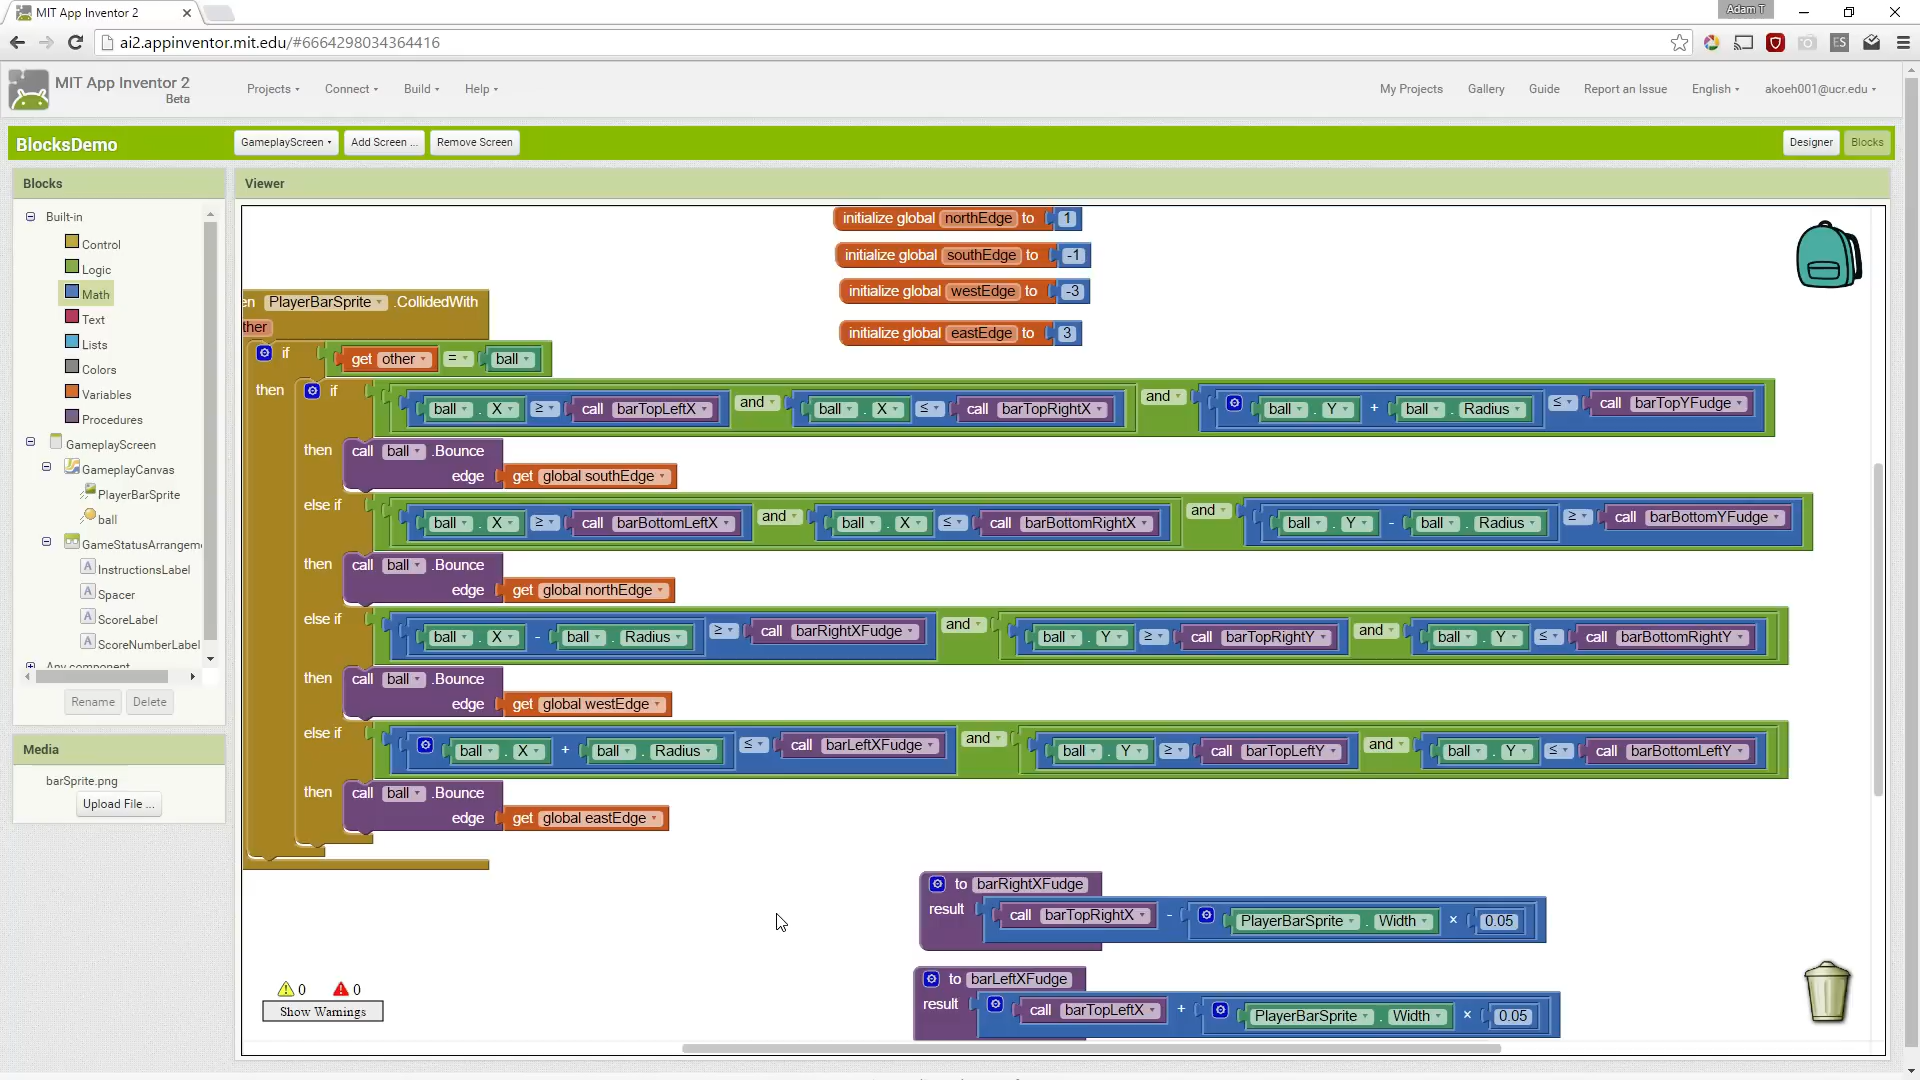 MIT App Inventor 2
Adam T
ai2.appinventor.mit.edu/#6664298034364416
ES
MIT App Inventor 2
Beta
Projects Connect Build Help
My Projects Gallery Guide Report an Issue English akoeh001@ucr.edu
BlocksDemo
GameplayScreen Add Screen ... Remove Screen
Designer Blocks
Blocks
Built-in
Control
Logic
Math
Text
Lists
Colors
Variables
Procedures
GameplayScreen
GameplayCanvas
PlayerBarSprite
ball
GameStatusArrangem
InstructionsLabel
Spacer
ScoreLabel
ScoreNumberLabel
Any component
Rename Delete
Media
barSprite.png
Upload File ...
Viewer
initialize global northEdge to 1
initialize global southEdge to -1
initialize global westEdge to -3
initialize global eastEdge to 3
en PlayerBarSprite .CollidedWith
ther
if get other = ball
then if ball . X ≥ call barTopLeftX and ball . X ≤ call barTopRightX and ball . Y + ball . Radius ≤ call barTopYFudge
then call ball .Bounce
edge get global southEdge
else if ball . X ≥ call barBottomLeftX and ball . X ≤ call barBottomRightX and ball . Y - ball . Radius ≥ call barBottomYFudge
then call ball .Bounce
edge get global northEdge
else if ball . X - ball . Radius ≥ call barRightXFudge and ball . Y ≥ call barTopRightY and ball . Y ≤ call barBottomRightY
then call ball .Bounce
edge get global westEdge
else if ball . X + ball . Radius ≤ call barLeftXFudge and ball . Y ≥ call barTopLeftY and ball . Y ≤ call barBottomLeftY
then call ball .Bounce
edge get global eastEdge
to barRightXFudge
result call barTopRightX - PlayerBarSprite . Width × 0.05
to barLeftXFudge
result call barTopLeftX + PlayerBarSprite . Width × 0.05
0 0
Show Warnings